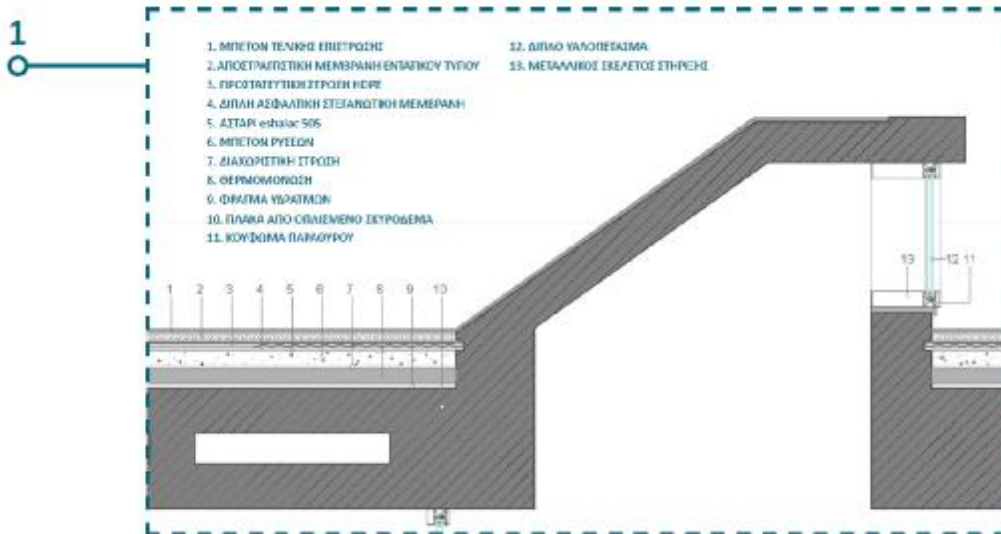 1
1. ΜΠΕΤΟΝ ΤΕΛΙΚΗΣ ΕΠΙΣΤΡΩΣΗΣ
2. ΑΠΟΣΤΡΑΓΓΙΣΤΙΚΗ ΜΕΜΒΡΑΝΗ ΕΝΤΑΤΙΚΟΥ ΤΥΠΟΥ
3. ΠΡΟΣΤΑΤΕΥΤΙΚΗ ΣΤΡΩΣΗ HDPE
4. ΔΙΠΛΗ ΑΣΦΑΛΤΙΚΗ ΣΤΕΓΑΝΩΤΙΚΗ ΜΕΜΒΡΑΝΗ
5. ΑΣΤΑΡΙ eshalac 50S
6. ΜΠΕΤΟΝ ΡΥΣΕΩΝ
7. ΔΙΑΧΩΡΙΣΤΙΚΗ ΣΤΡΩΣΗ
8. ΘΕΡΜΟΜΟΝΩΣΗ
9. ΦΡΑΓΜΑ ΥΔΡΑΤΜΩΝ
10. ΠΛΑΚΑ ΑΠΟ ΟΠΛΙΣΜΕΝΟ ΣΚΥΡΟΔΕΜΑ
11. ΚΟΥΦΩΜΑ ΠΑΡΑΘΥΡΟΥ
12. ΔΙΠΛΟ ΥΑΛΟΠΕΤΑΣΜΑ
13. ΜΕΤΑΛΛΙΚΟΣ ΣΚΕΛΕΤΟΣ ΣΤΗΡΙΞΗΣ
13 12 11
1 2 3 4 5 6 7 8 9 10